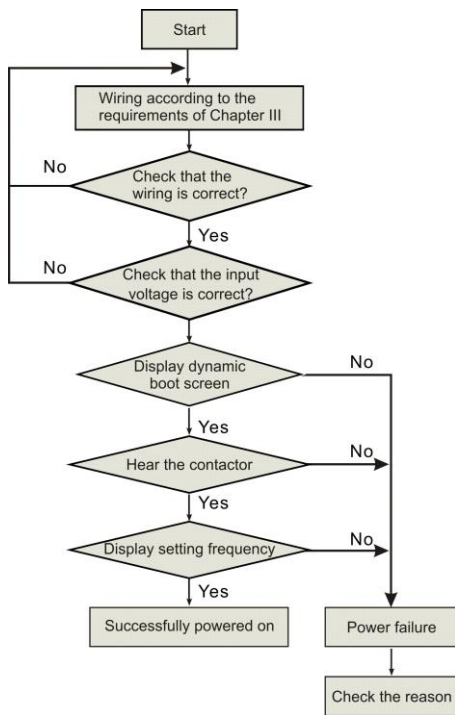 Start
Wiring according to the
requirements of Chapter III
No
Check that the
wiring is correct?
Yes
No
Check that the input
voltage is correct?
Display dynamic
boot screen
No
Yes
Hear the contactor
No
Yes
Display setting frequency
No
Yes
Successfully powered on
Power failure
Check the reason